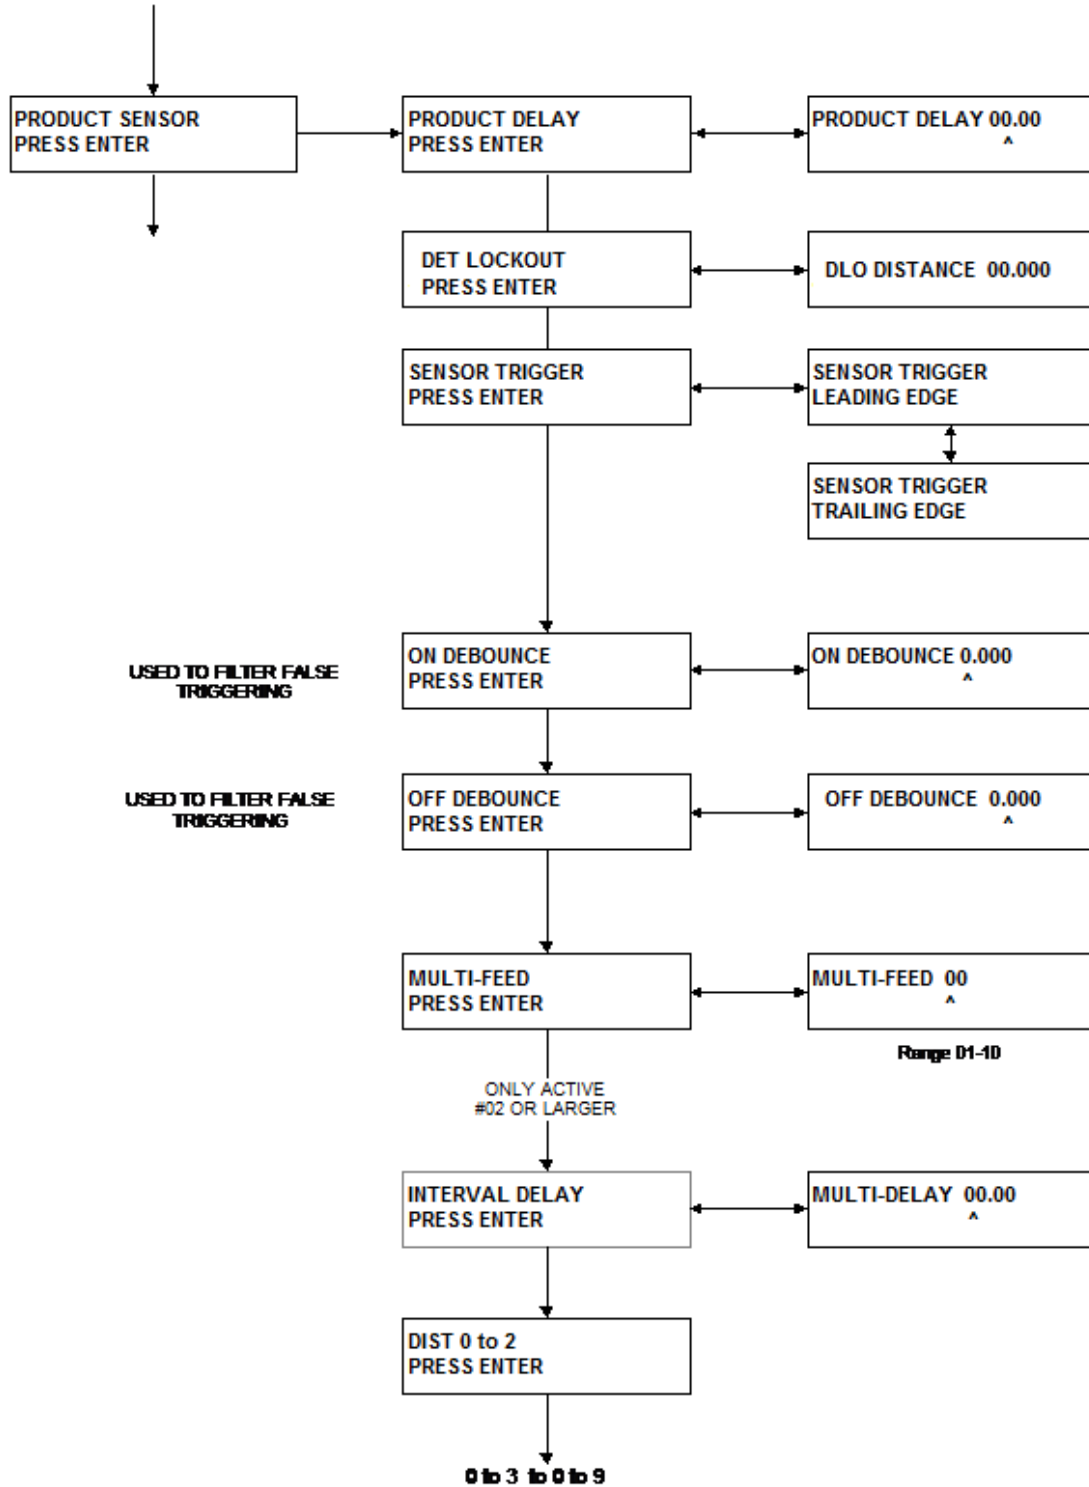 PRODUCT SENSOR
PRESS ENTER
PRODUCT DELAY
PRESS ENTER
PRODUCT DELAY 00.00
^
DET LOCKOUT
PRESS ENTER
DLO DISTANCE 00.000
SENSOR TRIGGER
PRESS ENTER
SENSOR TRIGGER
LEADING EDGE
SENSOR TRIGGER
TRAILING EDGE
USED TO FILTER FALSE
TRIGGERING
ON DEBOUNCE
PRESS ENTER
ON DEBOUNCE 0.000
^
USED TO FILTER FALSE
TRIGGERING
OFF DEBOUNCE
PRESS ENTER
OFF DEBOUNCE 0.000
^
MULTI-FEED
PRESS ENTER
MULTI-FEED 00
^
Range 01-10
ONLY ACTIVE
#02 OR LARGER
INTERVAL DELAY
PRESS ENTER
MULTI-DELAY 00.00
^
DIST 0 to 2
PRESS ENTER
0 to 3 to 0 to 9